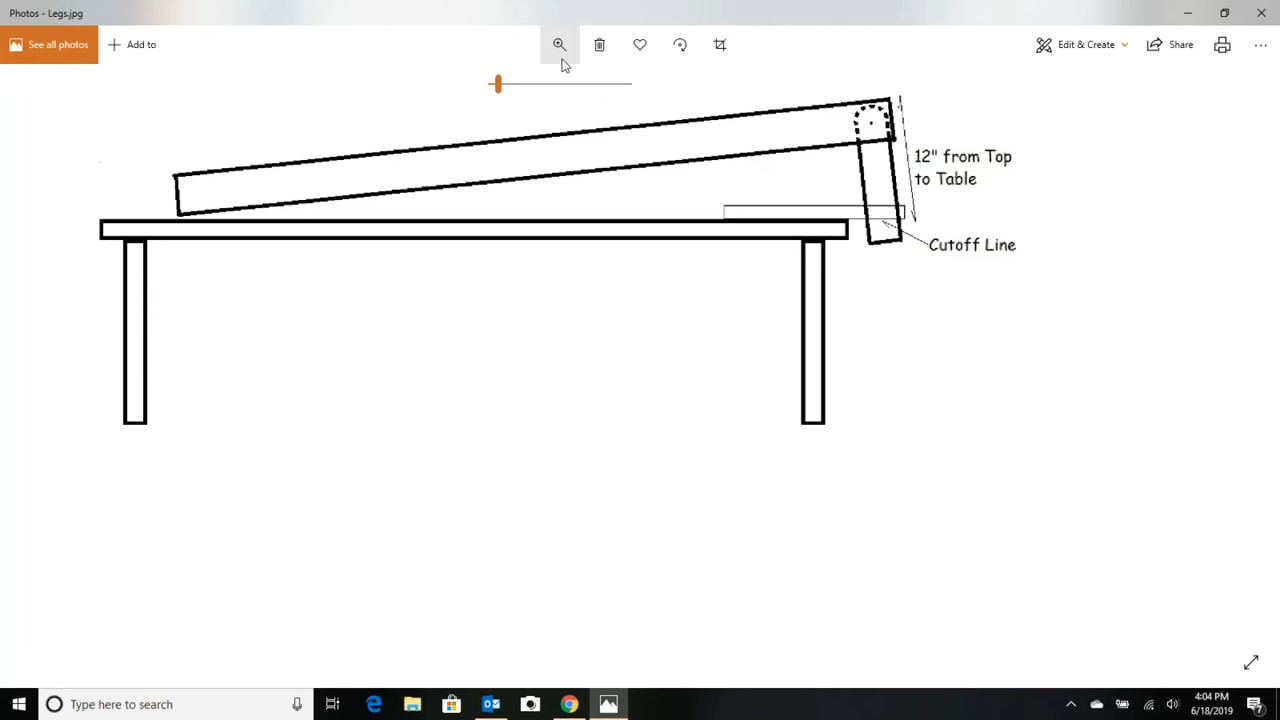 Photos - Legs.jpg
See all photos
Add to
Edit & Create
Share
12" from Top
to Table
Cutoff Line
Type here to search
4:04 PM
6/18/2019